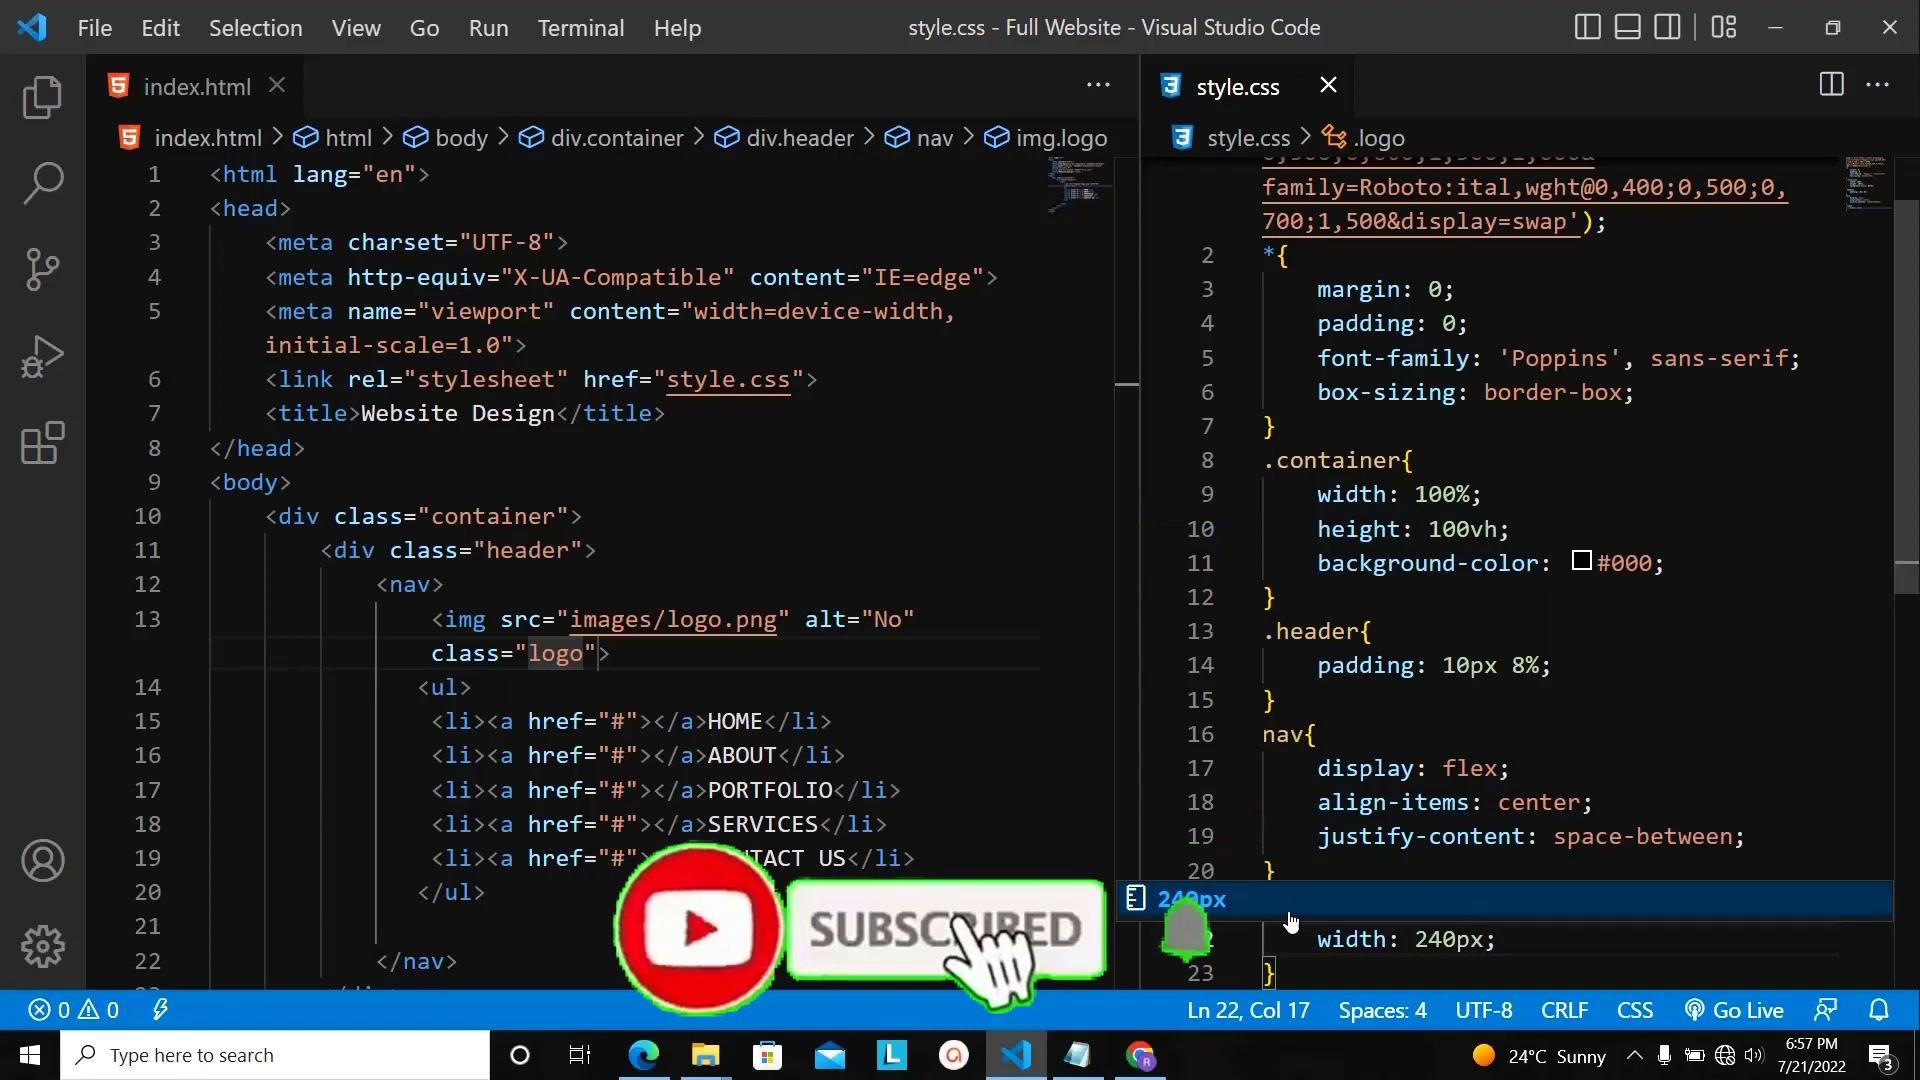 File Edit Selection View Go Run Terminal Help style.css - Full Website - Visual Studio Code
index.html
index.html > html > body > div.container > div.header > nav > img.logo
1 <html lang="en">
2 <head>
3 <meta charset="UTF-8">
4 <meta http-equiv="X-UA-Compatible" content="IE=edge">
5 <meta name="viewport" content="width=device-width,
initial-scale=1.0">
6 <link rel="stylesheet" href="style.css">
7 <title>Website Design</title>
8 </head>
9 <body>
10 <div class="container">
11 <div class="header">
12 <nav>
13 <img src="images/logo.png" alt="No"
class="logo">
14 <ul>
15 <li><a href="#"></a>HOME</li>
16 <li><a href="#"></a>ABOUT</li>
17 <li><a href="#"></a>PORTFOLIO</li>
18 <li><a href="#"></a>SERVICES</li>
19 <li><a href="#" US</li>
20 </ul>
21
22 </nav>
style.css
style.css > .logo
family=Roboto:ital,wght@0,400;0,500;0,
700;1,500&display=swap');
2 *{
3 margin: 0;
4 padding: 0;
5 font-family: 'Poppins', sans-serif;
6 box-sizing: border-box;
7 }
8 .container{
9 width: 100%;
10 height: 100vh;
11 background-color: #000;
12 }
13 .header{
14 padding: 10px 8%;
15 }
16 nav{
17 display: flex;
18 align-items: center;
19 justify-content: space-between;
20 }
240px
width: 240px;
23 }
SUBSCRIBED
0 0 Ln 22, Col 17 Spaces: 4 UTF-8 CRLF CSS Go Live
Type here to search
24°C Sunny
6:57 PM
7/21/2022
3